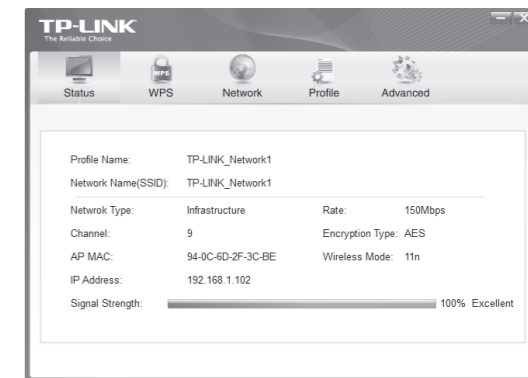 TP-LINK
The Reliable Choice
Status WPS Network Profile Advanced
Profile Name: TP-LINK_Network1
Network Name(SSID): TP-LINK_Network1
Netwrok Type: Infrastructure Rate: 150Mbps
Channel: 9 Encryption Type: AES
AP MAC: 94-0C-6D-2F-3C-BE Wireless Mode: 11n
IP Address: 192.168.1.102
Signal Strength: 100% Excellent